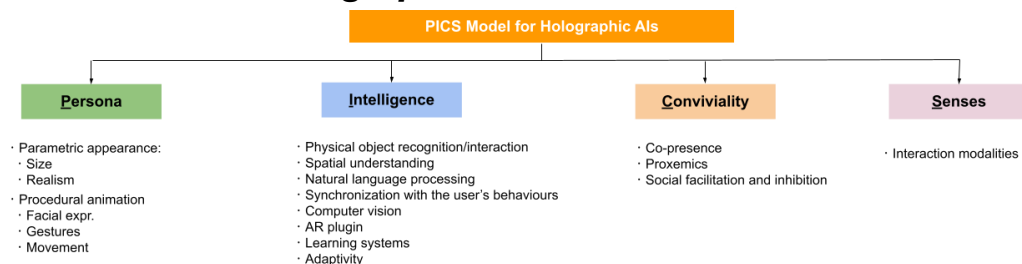 PICS Model for Holographic AIs
Persona
Intelligence
Conviviality
Senses
· Parametric appearance:
· Size
· Realism
· Procedural animation
· Facial expr.
· Gestures
· Movement
· Physical object recognition/interaction
· Spatial understanding
· Natural language processing
· Synchronization with the user's behaviours
· Computer vision
· AR plugin
· Learning systems
· Adaptivity
· Co-presence
· Proxemics
· Social facilitation and inhibition
· Interaction modalities